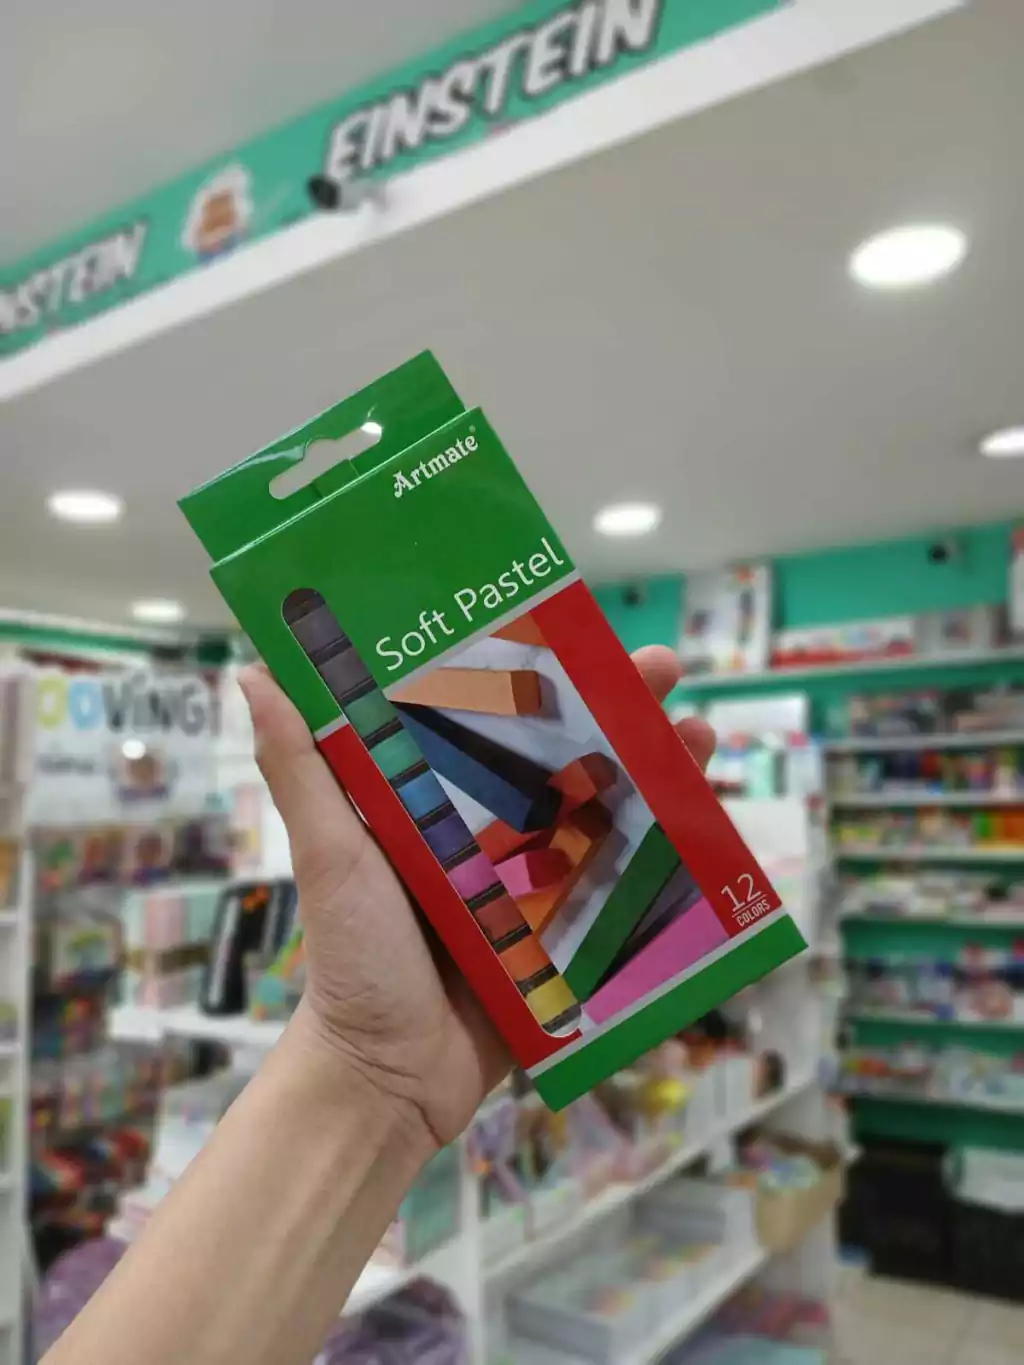 EINSTEIN
NSTEIN
Artmate®
Soft Pastel
12
COLORS